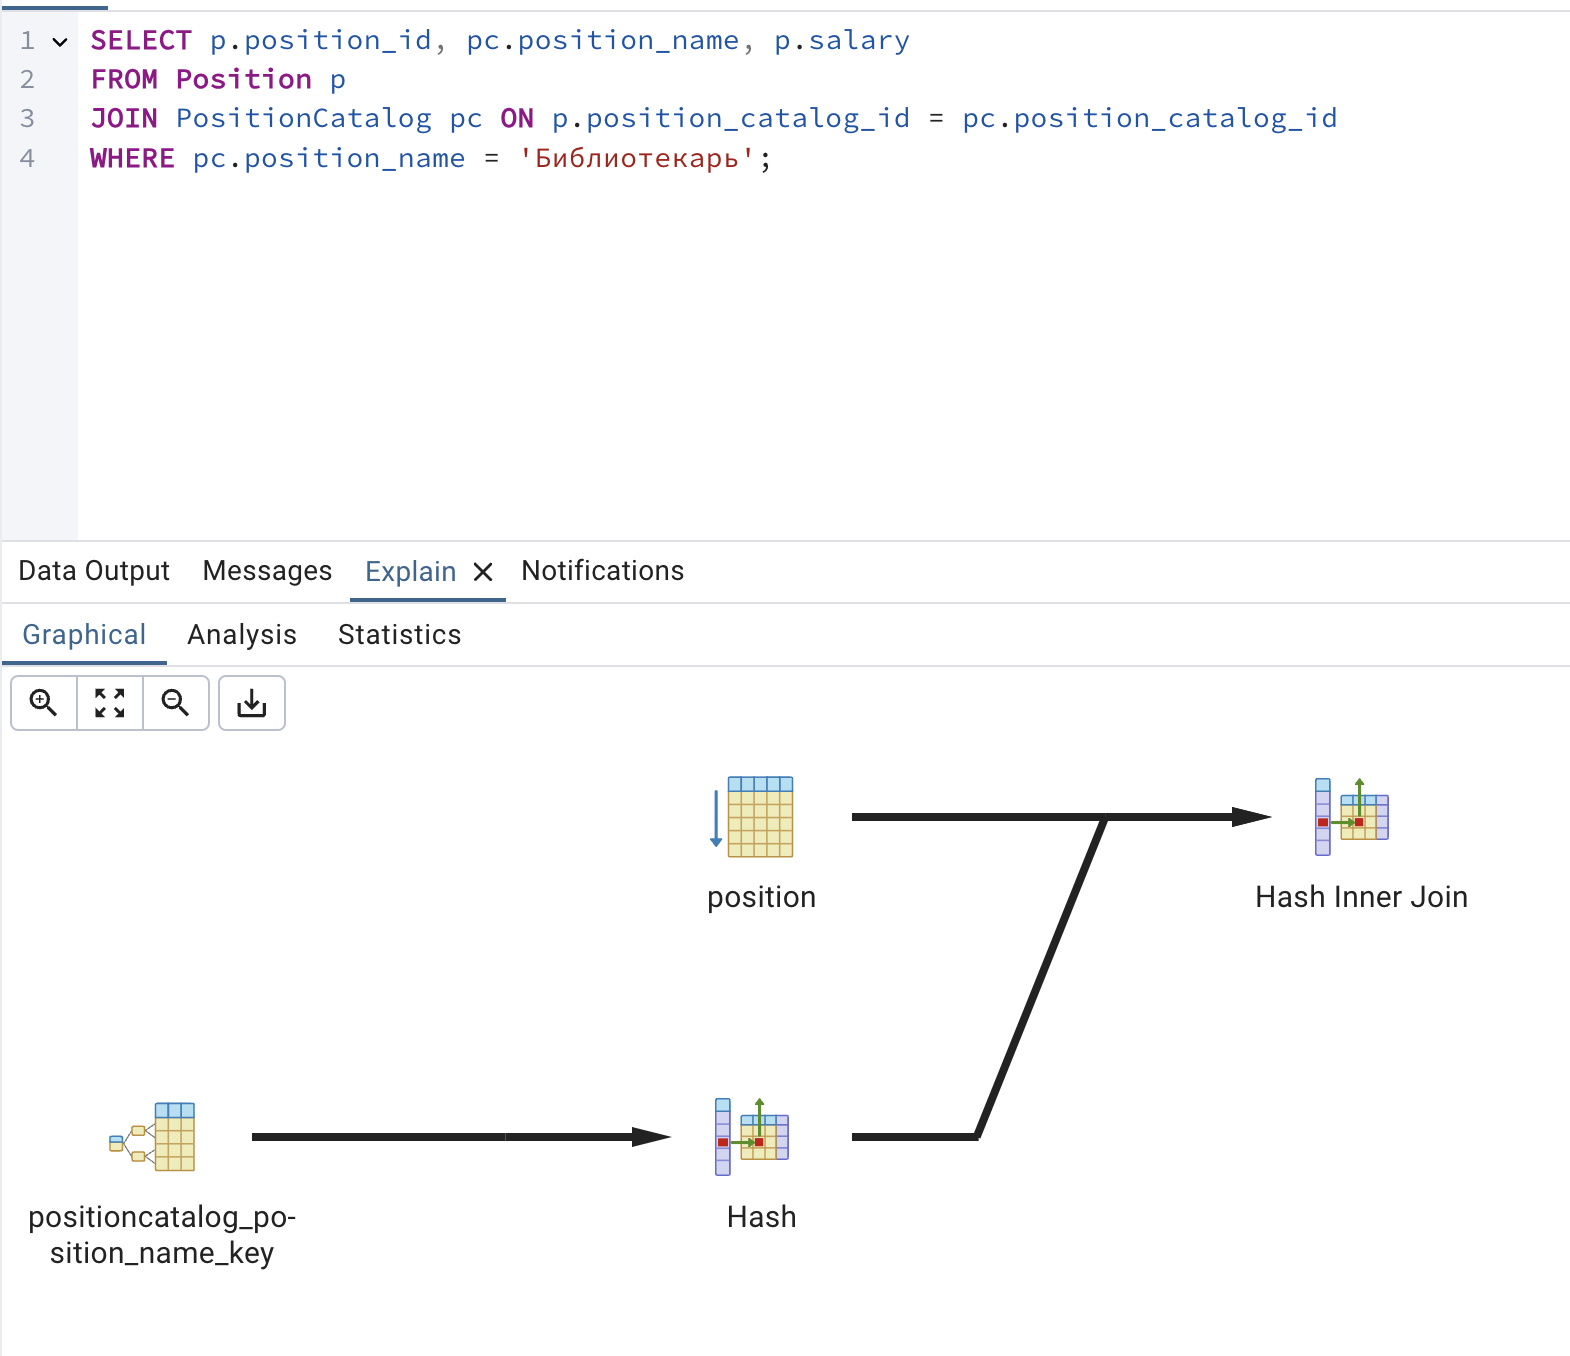 1 SELECT p.position_id, pc.position_name, p.salary
2 FROM Position p
3 JOIN PositionCatalog pc ON p.position_catalog_id = pc.position_catalog_id
4 WHERE pc.position_name = 'Библиотекарь';
Data Output Messages Explain Notifications
Graphical Analysis Statistics
position Hash Inner Join
positioncatalog_po-
sition_name_key
Hash